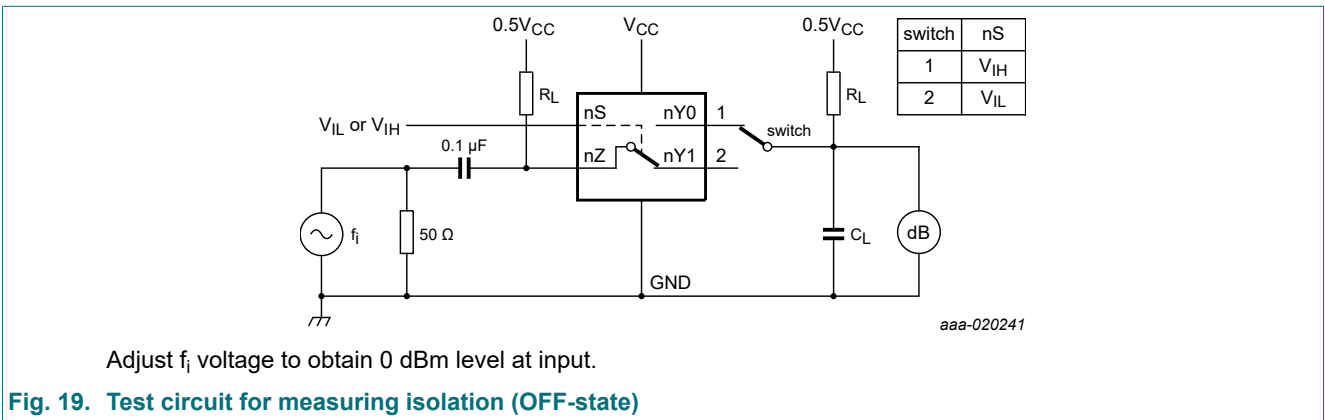 0.5VCC VCC 0.5VCC
switch nS
1 VIH
2 VIL
RL RL
nS nY0 1
VIL or VIH
switch
0.1 µF
nZ nY1 2
fi 50 Ω CL dB
GND
aaa-020241
Adjust fi voltage to obtain 0 dBm level at input.
Fig. 19. Test circuit for measuring isolation (OFF-state)